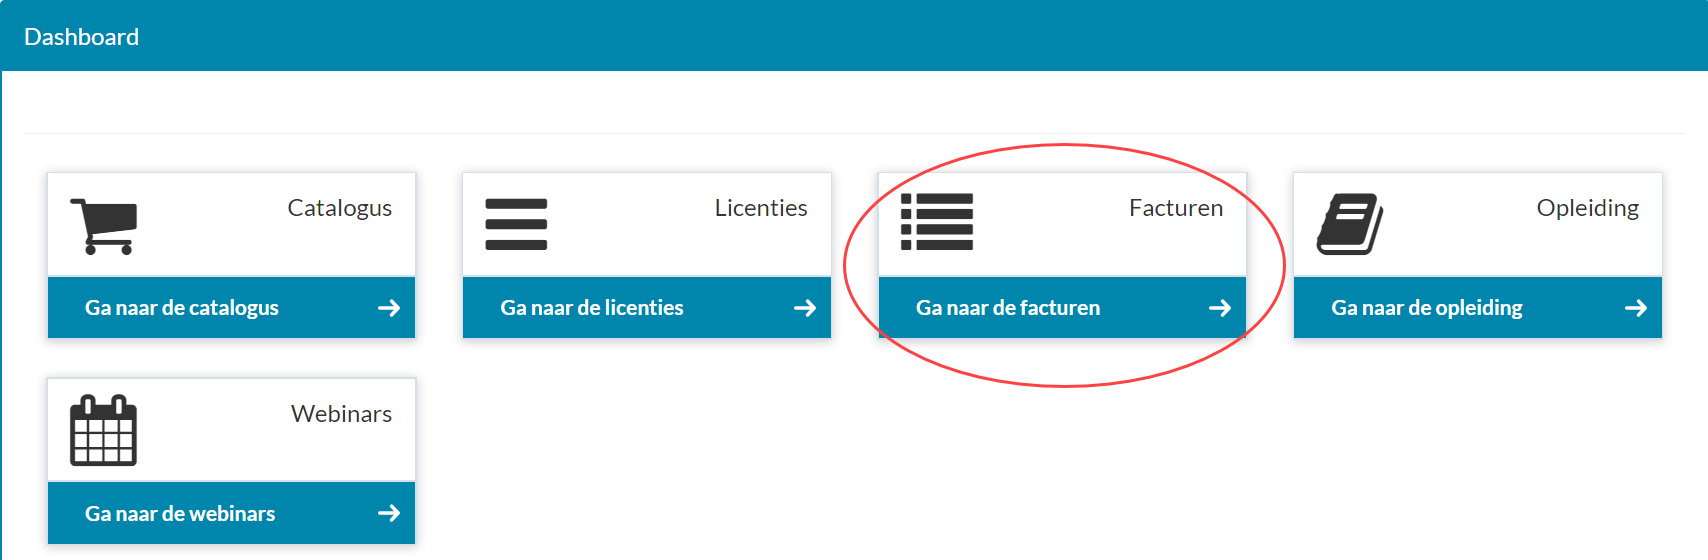 Dashboard
Catalogus
Ga naar de catalogus
Licenties
Ga naar de licenties
Facturen
Ga naar de facturen
Opleiding
Ga naar de opleiding
Webinars
Ga naar de webinars